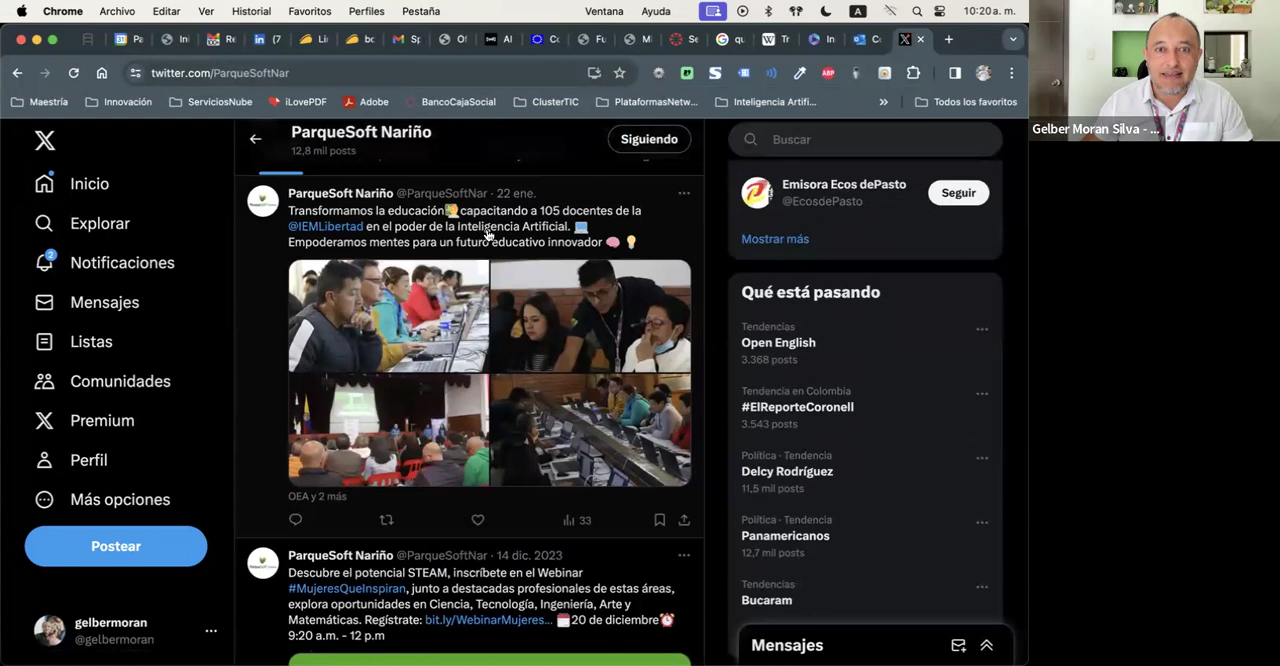 Chrome Archivo Editar Ver Historial Favoritos Perfiles Pestaña Ventana Ayuda A 10:20 a. m.
twitter.com/ParqueSoftNar
Maestría Innovación ServiciosNube iLovePDF Adobe BancoCajaSocial ClusterTIC PlataformasNetw... Inteligencia Artifi... Todos los favoritos
Gelber Moran Silva - ...
Inicio
Explorar
2
Notificaciones
Mensajes
Listas
Comunidades
Premium
Perfil
Más opciones
Postear
gelbermoran
@gelbermoran
ParqueSoft Nariño
12,8 mil posts
Siguiendo
ParqueSoft Nariño @ParqueSoftNar · 22 ene.
Transformamos la educación capacitando a 105 docentes de la
@IEMLibertad en el poder de la Inteligencia Artificial.
Empoderamos mentes para un futuro educativo innovador
OEA y 2 más
33
ParqueSoft Nariño @ParqueSoftNar · 14 dic. 2023
Descubre el potencial STEAM, inscríbete en el Webinar
#MujeresQueInspiran, junto a destacadas profesionales de estas áreas,
explora oportunidades en Ciencia, Tecnología, Ingeniería, Arte y
Matemáticas. Regístrate: bit.ly/WebinarMujeres... 20 de diciembre
9:20 a.m. - 12 p.m
Buscar
Emisora Ecos dePasto
@EcosdePasto
Seguir
Mostrar más
Qué está pasando
Tendencias
Open English
3.368 posts
Tendencia en Colombia
#ElReporteCoronell
3.543 posts
Política · Tendencia
Delcy Rodríguez
11,5 mil posts
Política · Tendencia
Panamericanos
12,7 mil posts
Tendencias
Bucaram
Mensajes